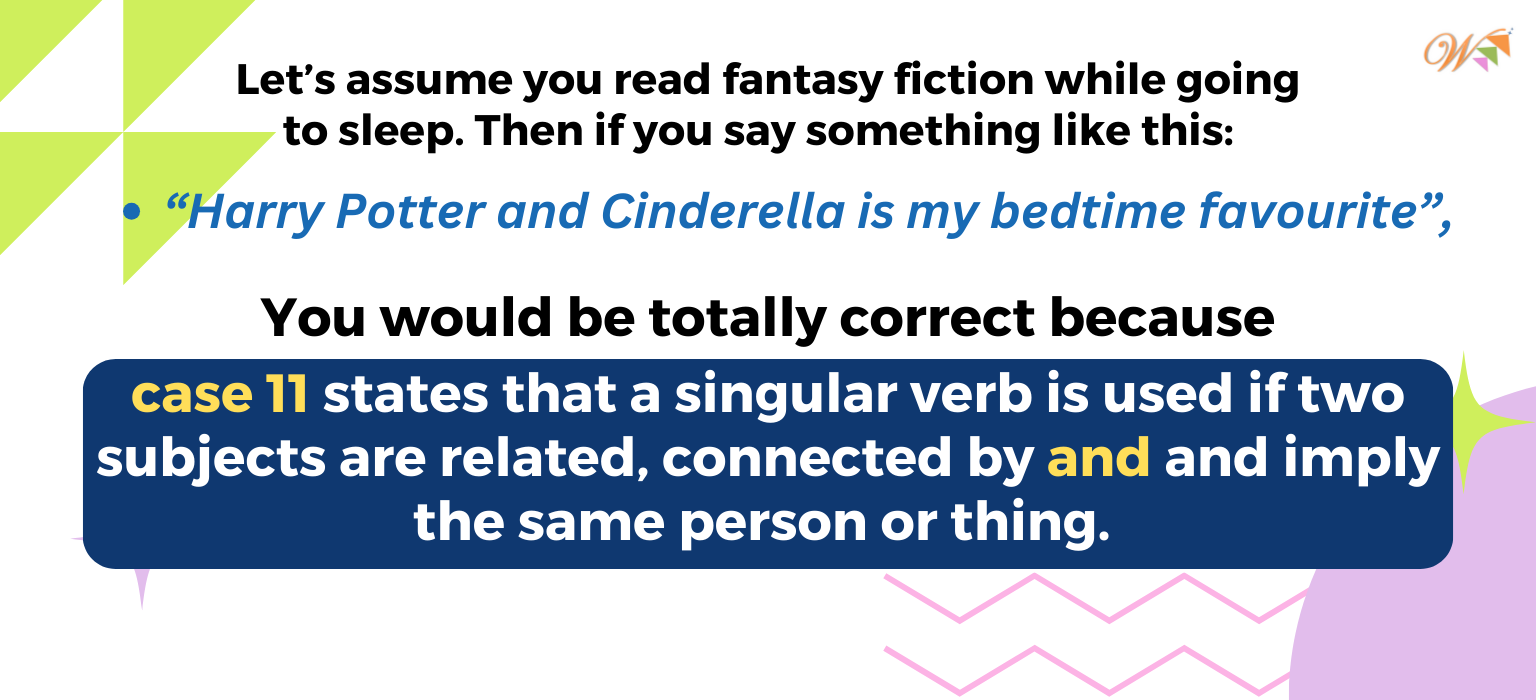 W
Let’s assume you read fantasy fiction while going
to sleep. Then if you say something like this:
• “Harry Potter and Cinderella is my bedtime favourite”,
You would be totally correct because
case 11 states that a singular verb is used if two
subjects are related, connected by and and imply
the same person or thing.